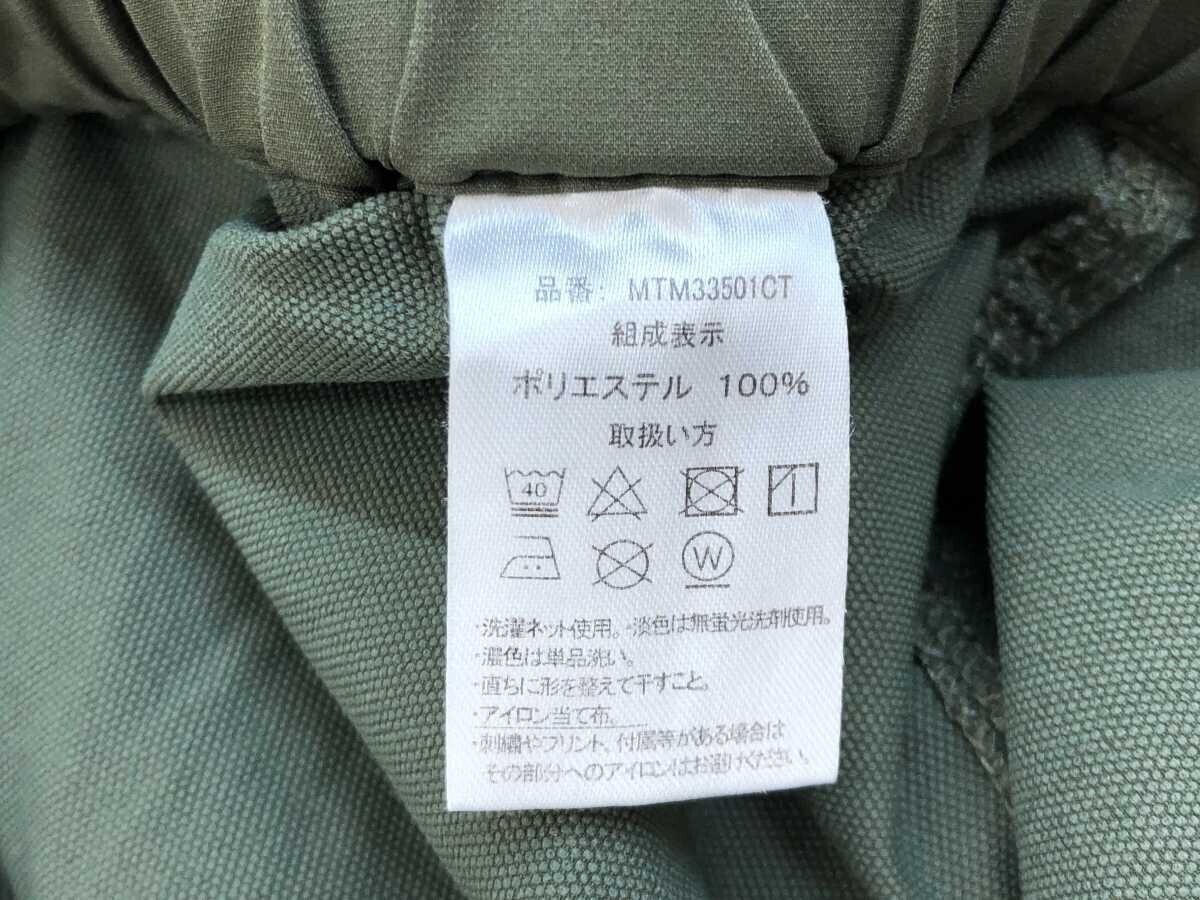 品番: MTM33501CT
組成表示
ポリエステル 100%
取扱い方
40
W
・洗濯ネット使用。・淡色は無蛍光洗剤使用。
・濃色は単品洗い。
・直ちに形を整えて干すこと。
・アイロン当て布。
・刺繍やプリント、付属等がある場合は
その部分へのアイロンはお避けください。